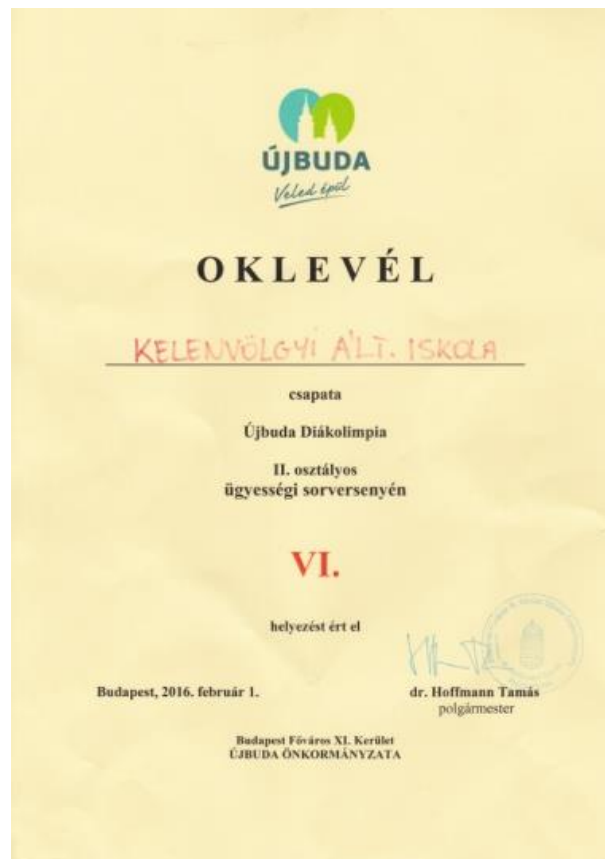 ÚJBUDA
Veled épül
OKLEVÉL
KELENVÖLGYI ÁLT. ISKOLA
csapata
Újbuda Diákolimpia
II. osztályos
ügyességi sorversenyén
VI.
helyezést ért el
Budapest, 2016. február 1.
dr. Hoffmann Tamás
polgármester
Budapest Főváros XI. Kerület
ÚJBUDA ÖNKORMÁNYZATA